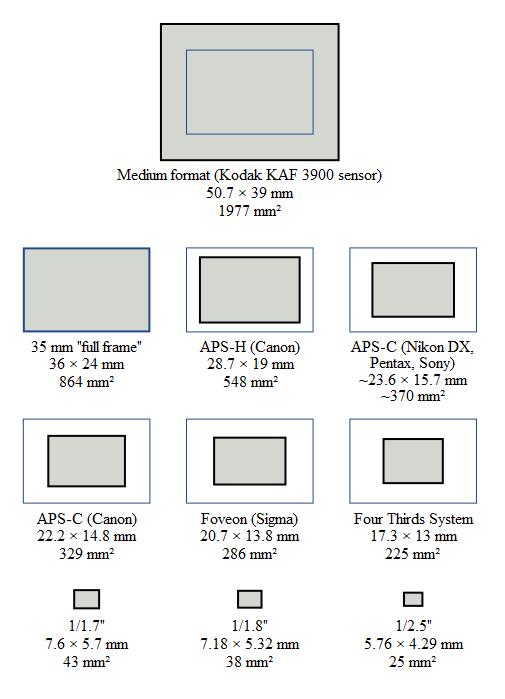 Medium format (Kodak KAF 3900 sensor)
50.7 × 39 mm
1977 mm²
35 mm "full frame"
36 × 24 mm
864 mm²
APS-H (Canon)
28.7 × 19 mm
548 mm²
APS-C (Nikon DX,
Pentax, Sony)
~23.6 × 15.7 mm
~370 mm²
APS-C (Canon)
22.2 × 14.8 mm
329 mm²
Foveon (Sigma)
20.7 × 13.8 mm
286 mm²
Four Thirds System
17.3 × 13 mm
225 mm²
1/1.7"
7.6 × 5.7 mm
43 mm²
1/1.8"
7.18 × 5.32 mm
38 mm²
1/2.5"
5.76 × 4.29 mm
25 mm²